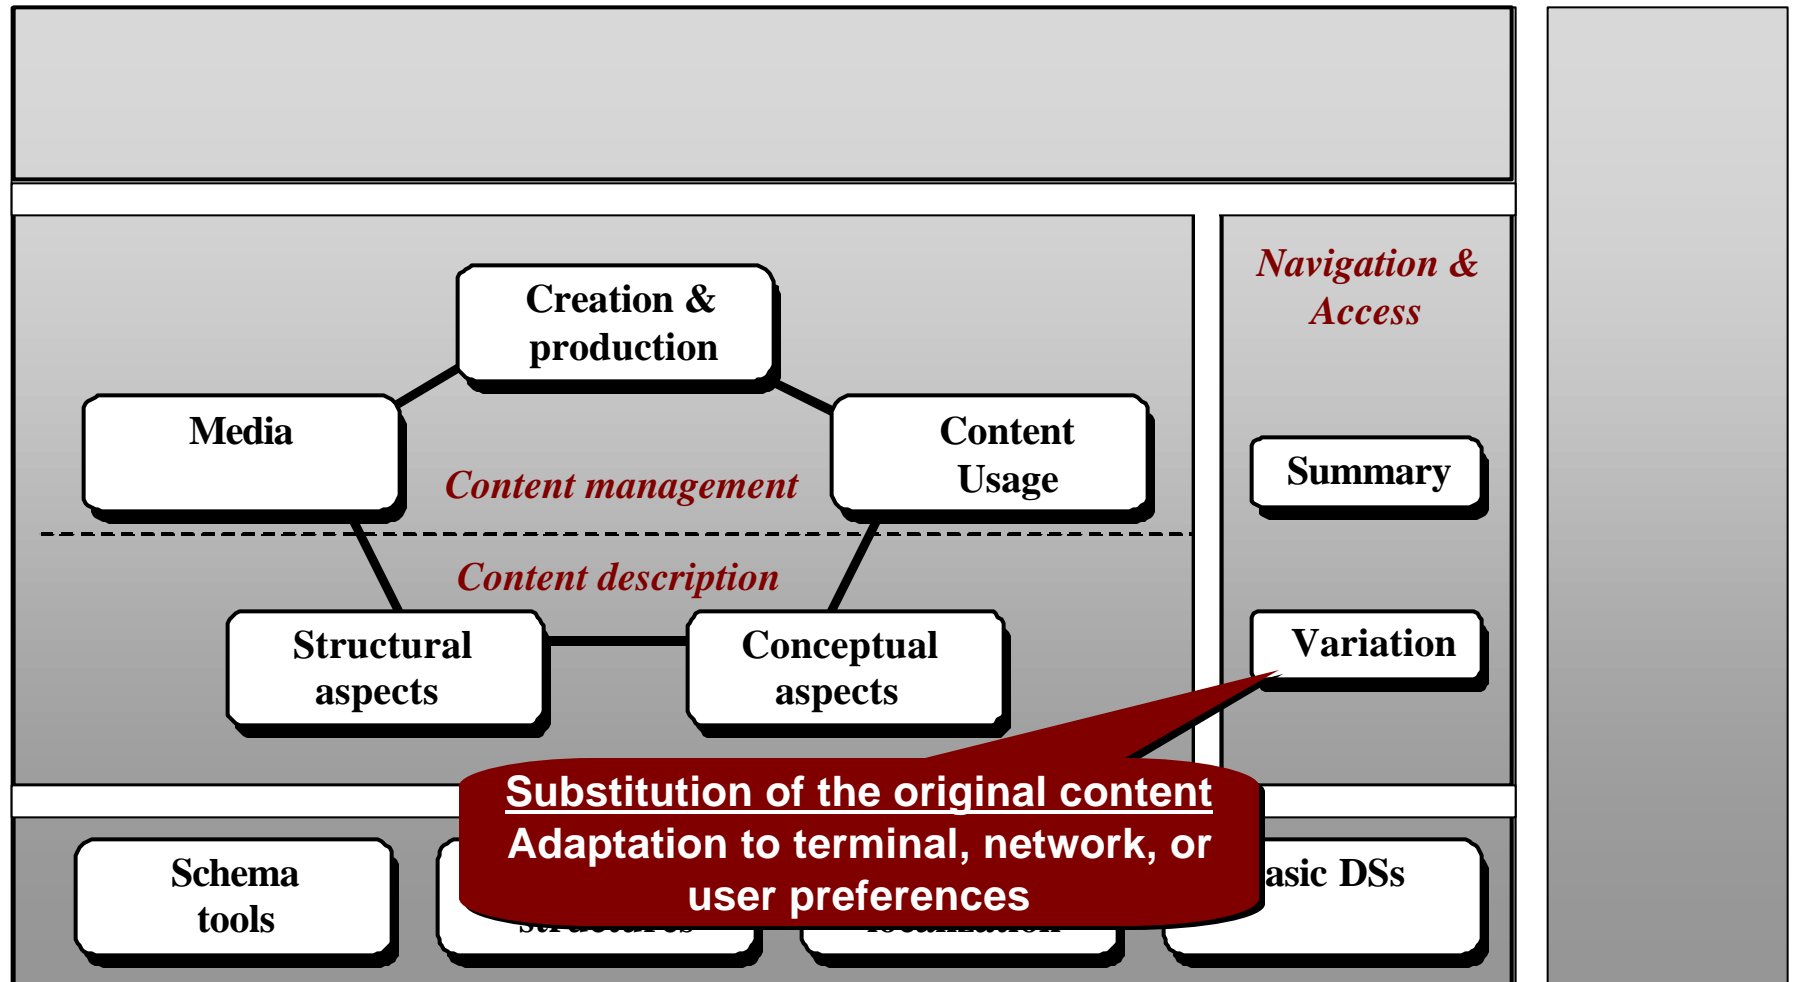 Navigation &
Access
Creation &
production
Media
Content
Usage
Content management
Summary
Content description
Structural
aspects
Conceptual
aspects
Variation
Substitution of the original content
Adaptation to terminal, network, or
user preferences
Schema
tools
asic DSs